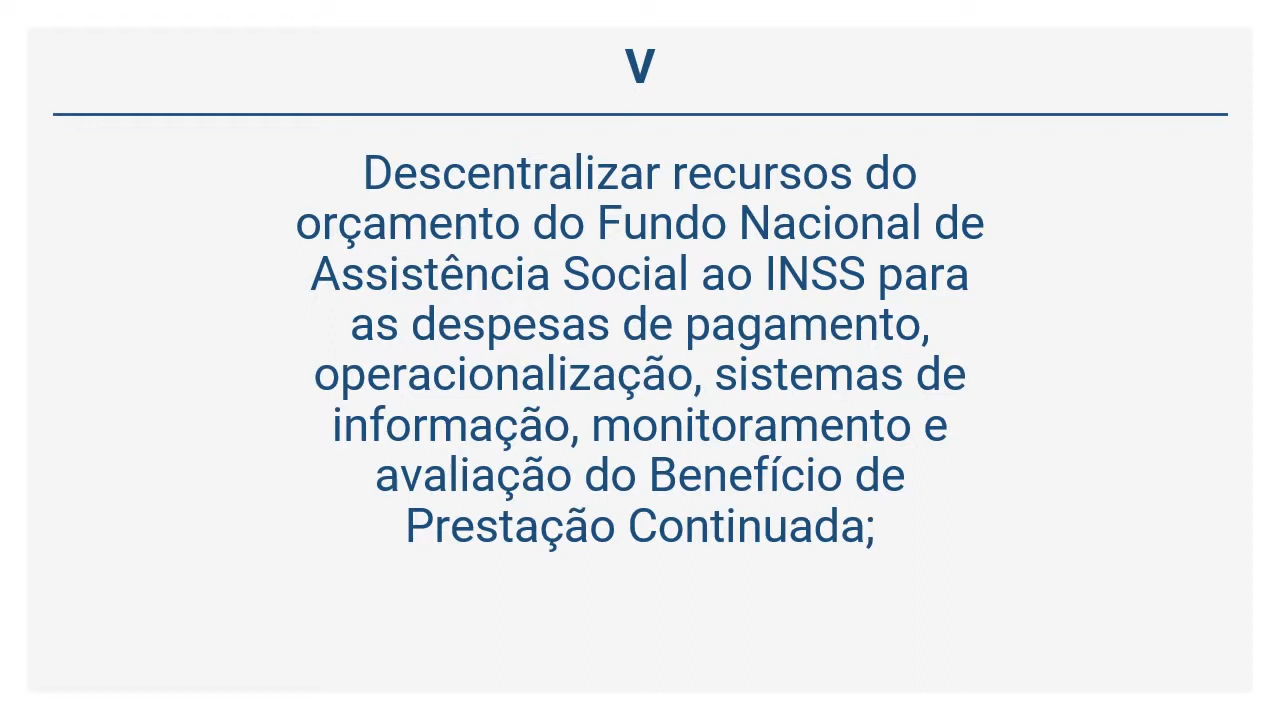 V
Descentralizar recursos do
orçamento do Fundo Nacional de
Assistência Social ao INSS para
as despesas de pagamento,
operacionalização, sistemas de
informação, monitoramento e
avaliação do Benefício de
Prestação Continuada;